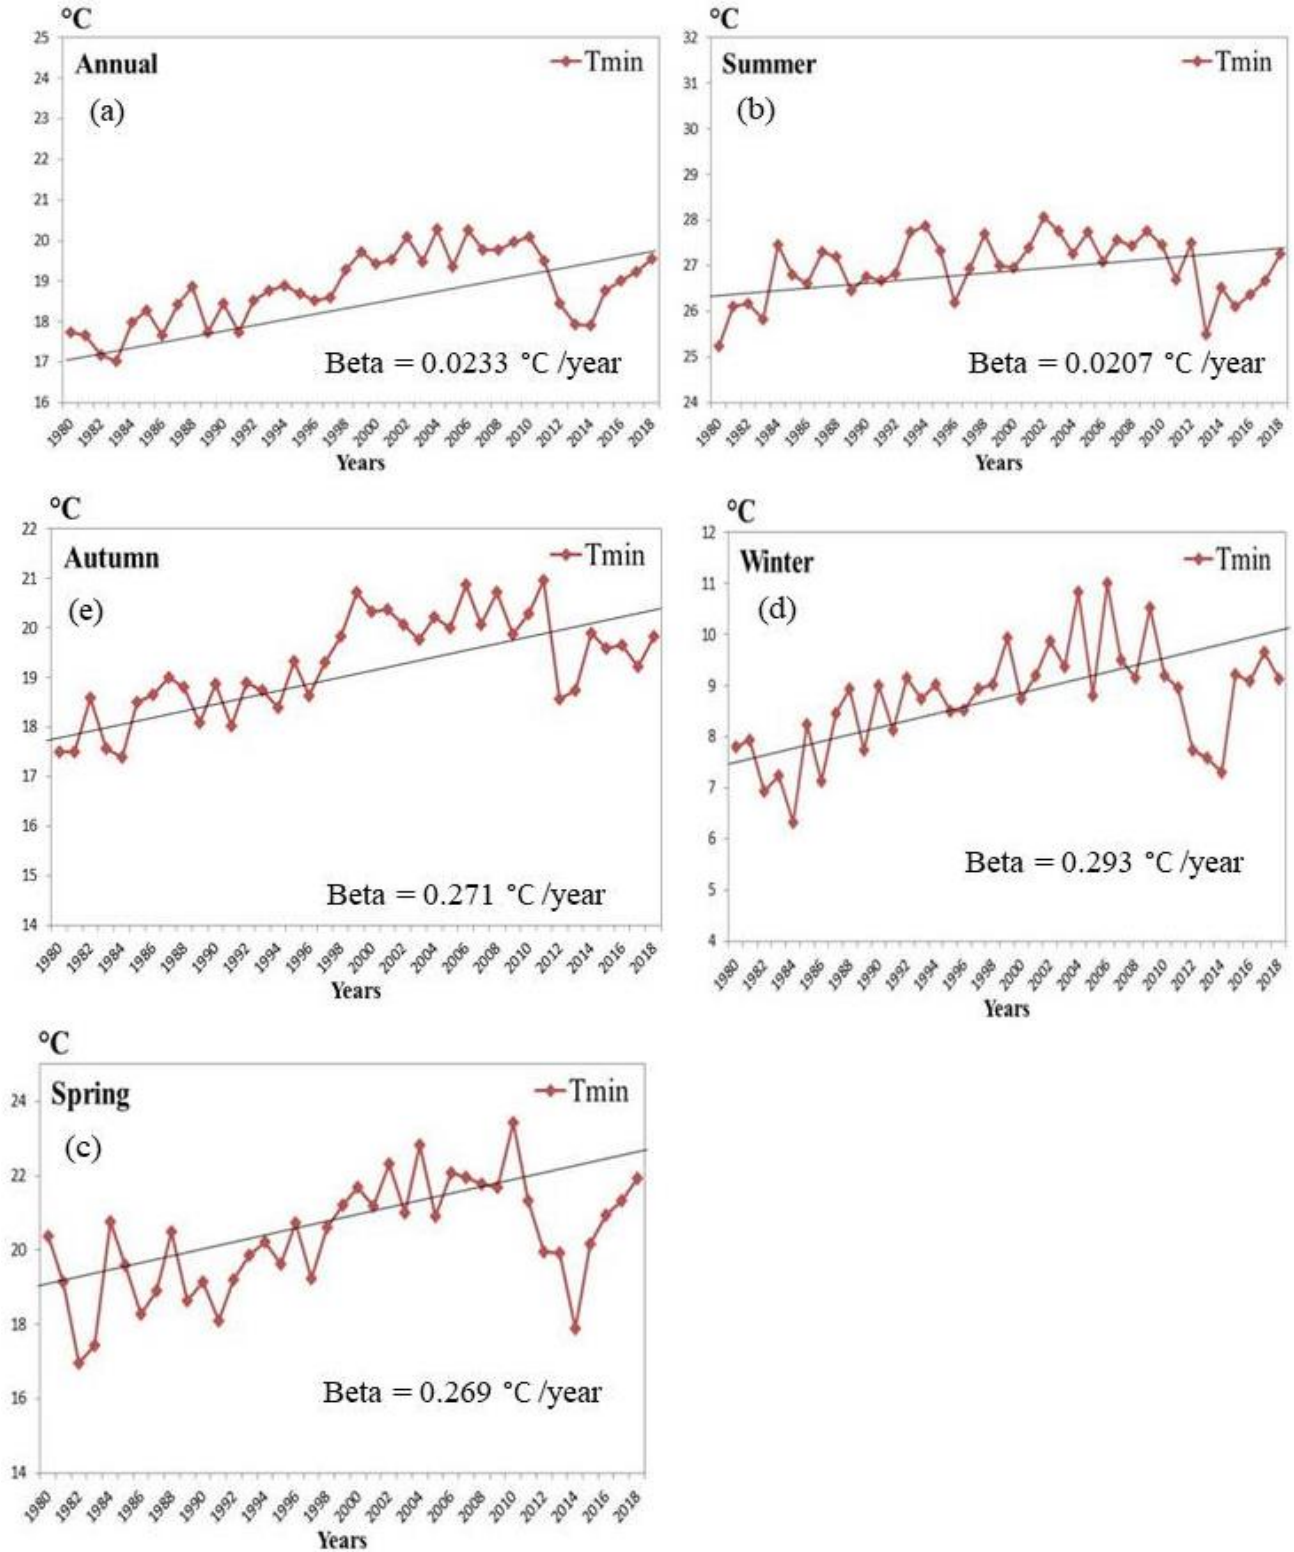 °C
25
24
23
22
21
20
19
18
17
16
Annual
(a)
Tmin
Beta = 0.0233 °C /year
1980 1982 1984 1986 1988 1990 1992 1994 1996 1998 2000 2002 2004 2006 2008 2010 2012 2014 2016 2018
Years
°C
32
31
30
29
28
27
26
25
24
Summer
(b)
Tmin
Beta = 0.0207 °C /year
1980 1982 1984 1986 1988 1990 1992 1994 1996 1998 2000 2002 2004 2006 2008 2010 2012 2014 2016 2018
Years
°C
22
21
20
19
18
17
16
15
14
Autumn
(e)
Tmin
Beta = 0.271 °C /year
1980 1982 1984 1986 1988 1990 1992 1994 1996 1998 2000 2002 2004 2006 2008 2010 2012 2014 2016 2018
Years
°C
12
11
10
9
8
7
6
5
4
Winter
(d)
Tmin
Beta = 0.293 °C /year
1980 1982 1984 1986 1988 1990 1992 1994 1996 1998 2000 2002 2004 2006 2008 2010 2012 2014 2016 2018
Years
°C
24
22
20
18
16
14
Spring
(c)
Tmin
Beta = 0.269 °C /year
1980 1982 1984 1986 1988 1990 1992 1994 1996 1998 2000 2002 2004 2006 2008 2010 2012 2014 2016 2018
Years